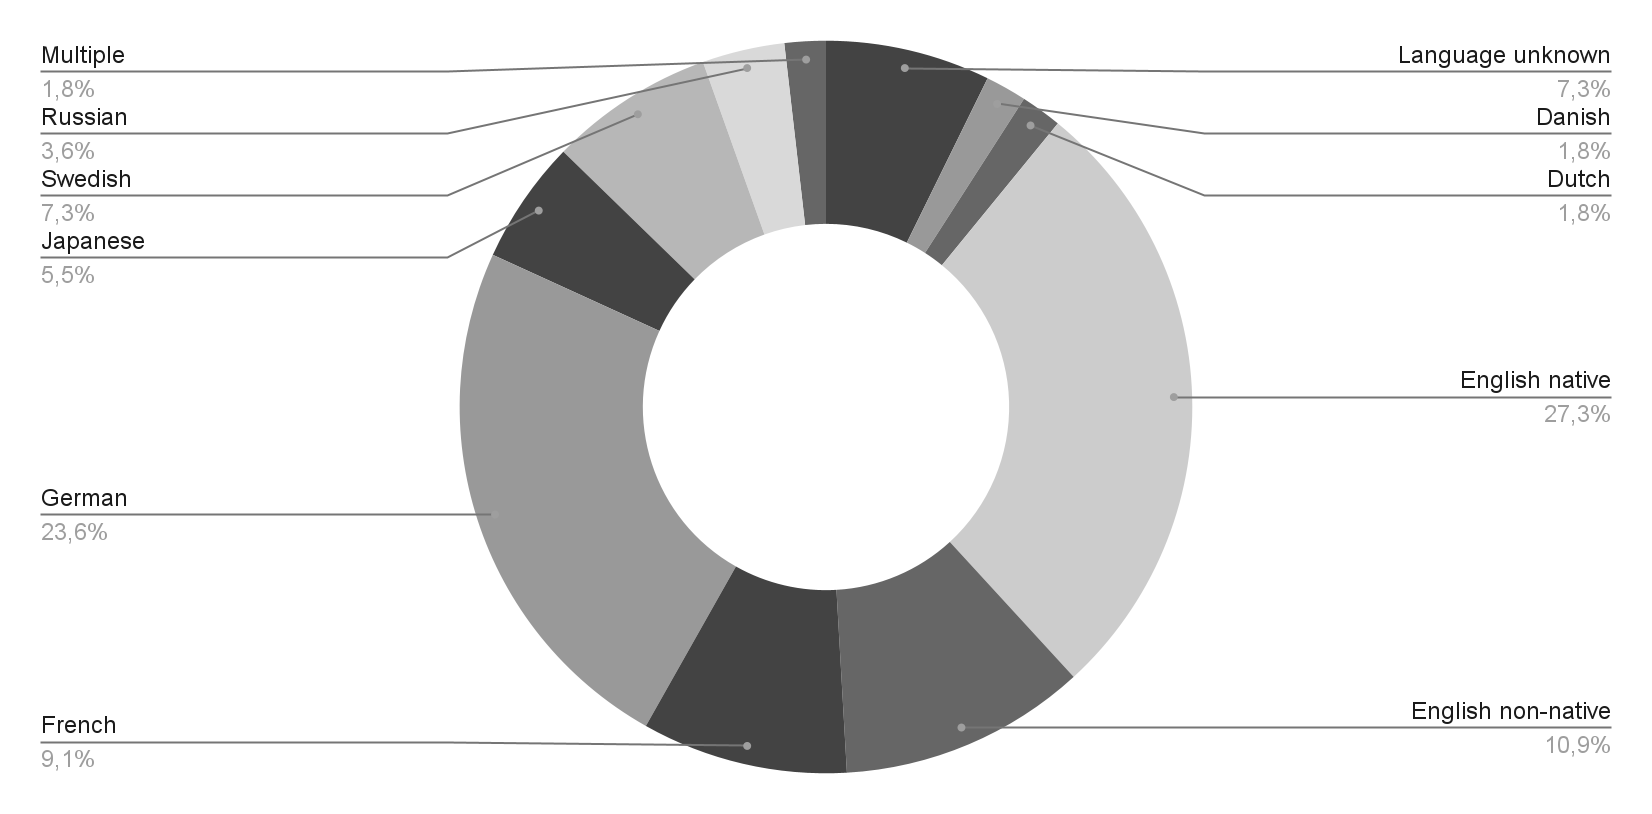 Multiple
1,8%
Russian
3,6%
Swedish
7,3%
Japanese
5,5%
German
23,6%
French
9,1%
Language unknown
7,3%
Danish
1,8%
Dutch
1,8%
English native
27,3%
English non-native
10,9%